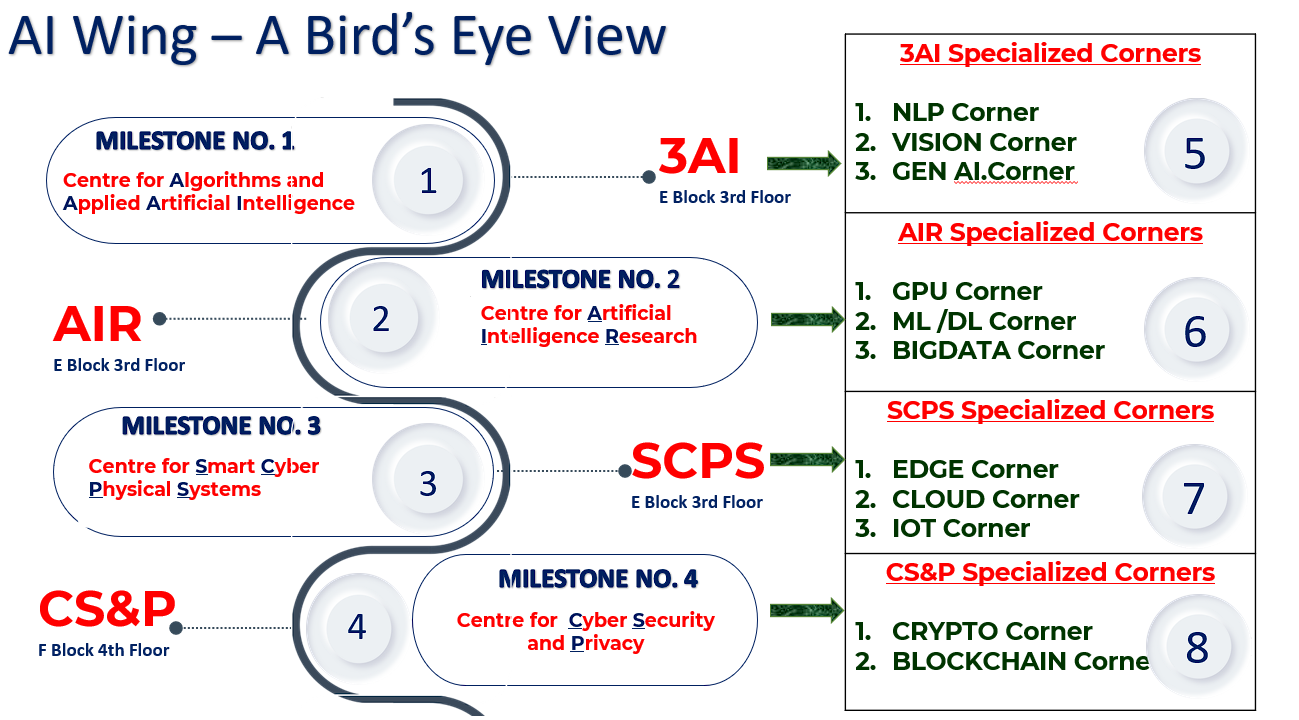 AI Wing – A Bird's Eye View
MILESTONE NO. 1
Centre for Algorithms and
Applied Artificial Intelligence
1
3AI
E Block 3rd Floor
AIR
E Block 3rd Floor
2
MILESTONE NO. 2
Centre for Artificial
Intelligence Research
MILESTONE NO. 3
Centre for Smart Cyber
Physical Systems
3
SCPS
E Block 3rd Floor
CS&P
F Block 4th Floor
4
MILESTONE NO. 4
Centre for Cyber Security
and Privacy
3AI Specialized Corners
1. NLP Corner
2. VISION Corner
3. GEN AI.Corner
5
AIR Specialized Corners
1. GPU Corner
2. ML /DL Corner
3. BIGDATA Corner
6
SCPS Specialized Corners
1. EDGE Corner
2. CLOUD Corner
3. IOT Corner
7
CS&P Specialized Corners
1. CRYPTO Corner
2. BLOCKCHAIN Corne
8